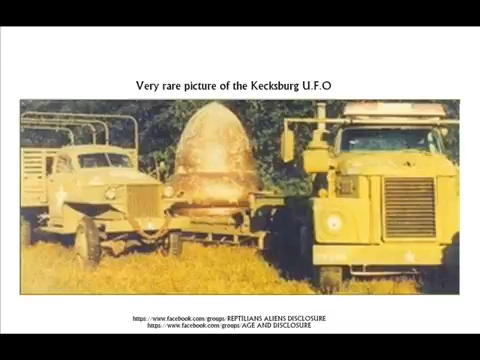 Very rare picture of the Kecksburg U.F.O
https://www.facebook.com/groups/REPTILIANS ALIENS DISCLOSURE
https://www.facebook.com/groups/AGE AND DISCLOSURE